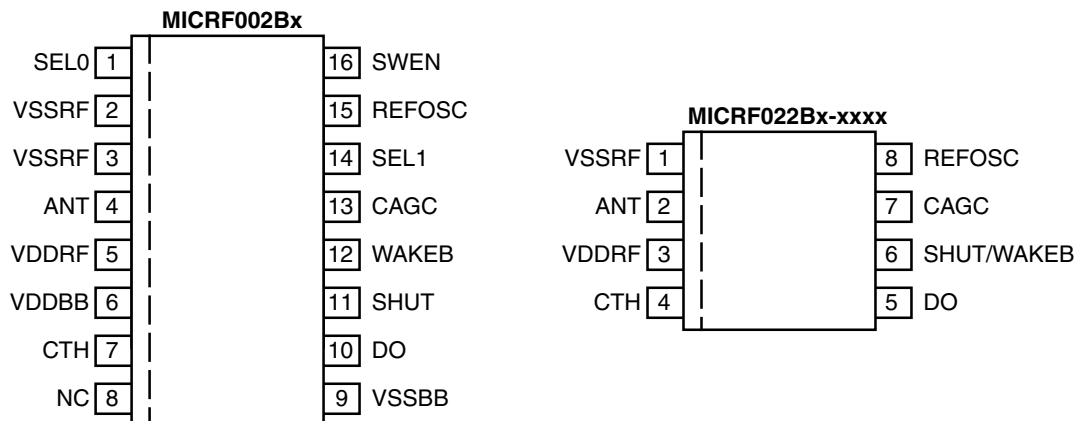 MICRF002Bx
SEL0 1 16 SWEN
VSSRF 2 15 REFOSC
VSSRF 3 14 SEL1
ANT 4 13 CAGC
VDDRF 5 12 WAKEB
VDDBB 6 11 SHUT
CTH 7 10 DO
NC 8 9 VSSBB
MICRF022Bx-xxxx
VSSRF 1 8 REFOSC
ANT 2 7 CAGC
VDDRF 3 6 SHUT/WAKEB
CTH 4 5 DO